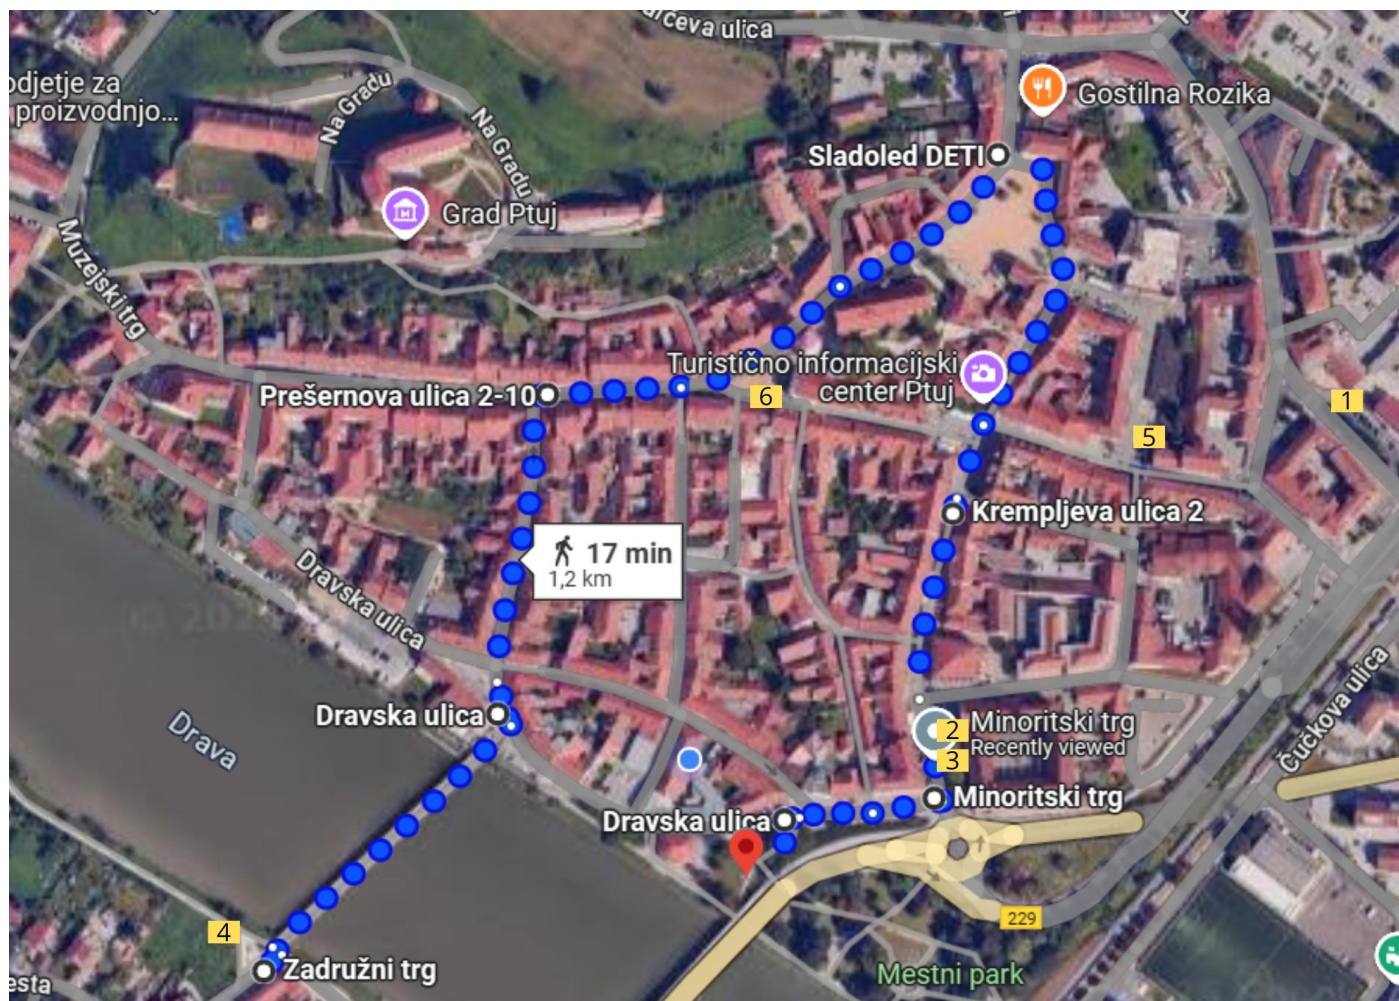 určeva ulica
odjetje za
proizvodnjo...
Na Gradu
Na Gradu
Gostilna Rozika
Sladoled DETI
Grad Ptuj
Muzejski trg
Turistično informacijski
center Ptuj
Prešernova ulica 2-10
6
1
5
Krempljeva ulica 2
17 min
1,2 km
Dravska ulica
Čučkova ulica
Dravska ulica
Drava
2
Minoritski trg
Recently viewed
3
Minoritski trg
Dravska ulica
229
4
Zadružni trg
Mestni park
esta